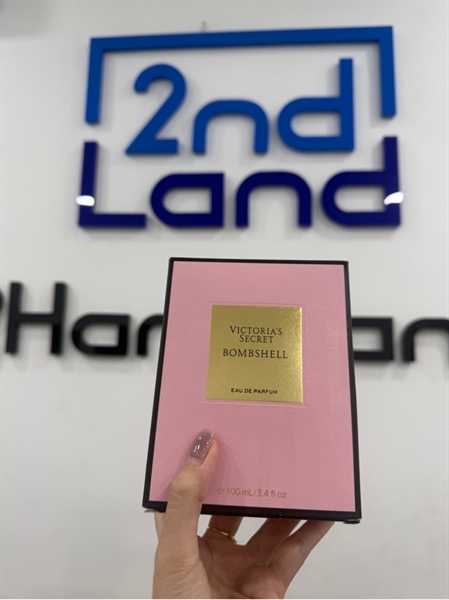 2nd
Land
VICTORIA'S
SECRET
BOMBSHELL
EAU DE PARFUM
℮ 100 mL/3.4 fl oz